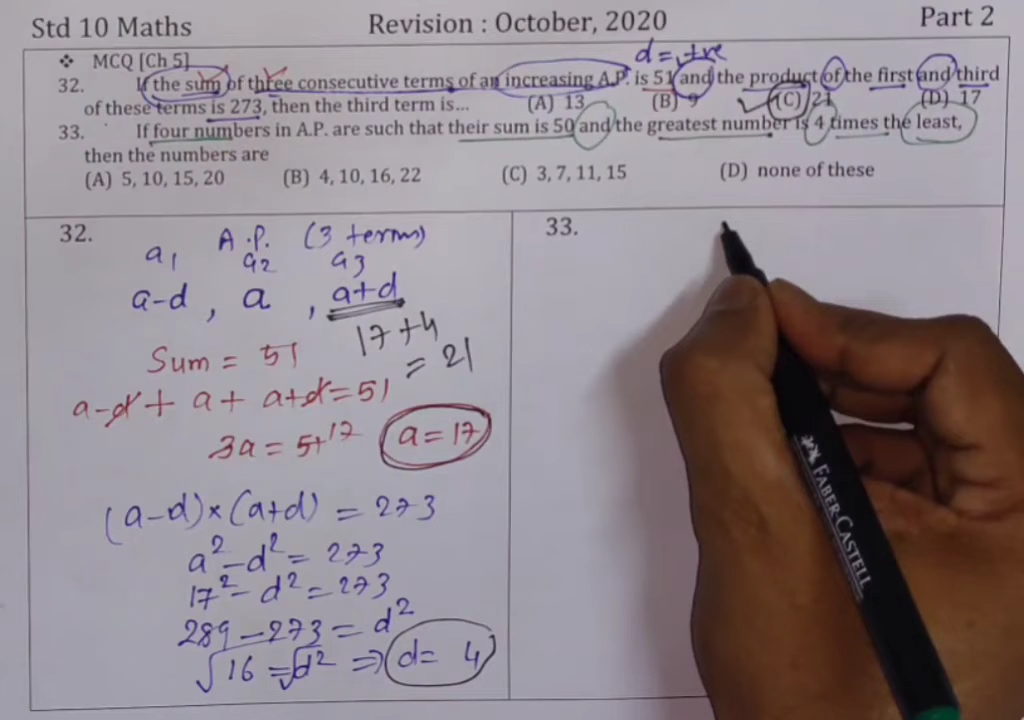 Std 10 Maths Revision : October, 2020 Part 2
❖ MCQ [Ch 5]
d = +ve
32. If the sum of three consecutive terms of an increasing A.P. is 51 and the product of the first and third
of these terms is 273, then the third term is... (A) 13 (B) 9 (C) 21 (D) 17
33. If four numbers in A.P. are such that their sum is 50 and the greatest number is 4 times the least,
then the numbers are
(A) 5, 10, 15, 20 (B) 4, 10, 16, 22 (C) 3, 7, 11, 15 (D) none of these
32.
A.P. (3 terms)
a1 a2 a3
a-d , a , a+d
17+4
= 21
Sum = 51
a-d + a + a+d = 51
3a = 51 17 a = 17
(a-d)×(a+d) = 273
a² - d² = 273
17² - d² = 273
289 - 273 = d²
√16 = √d² ⇒ d = 4
33.
FABER-CASTELL